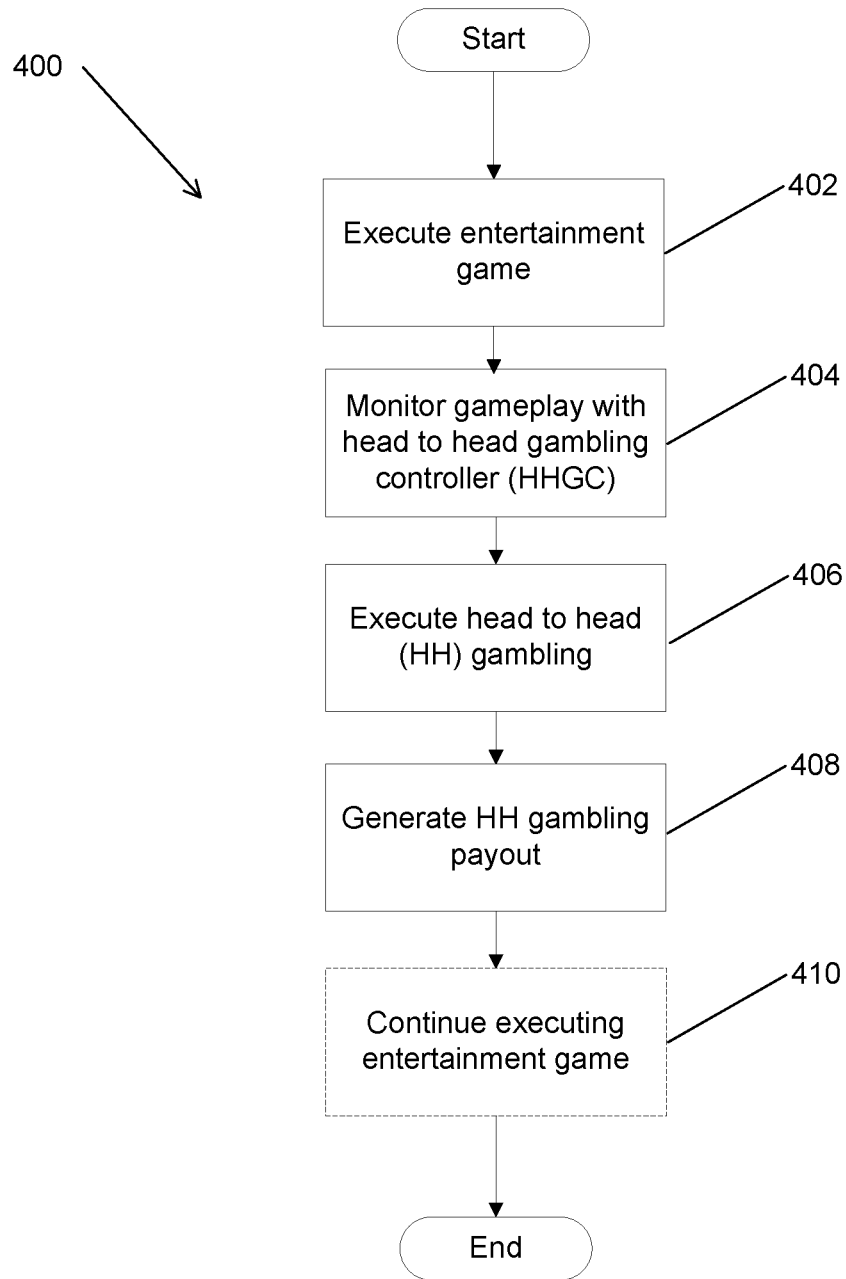 Start
400
402
Execute entertainment
game
404
Monitor gameplay with
head to head gambling
controller (HHGC)
406
Execute head to head
(HH) gambling
408
Generate HH gambling
payout
410
Continue executing
entertainment game
End